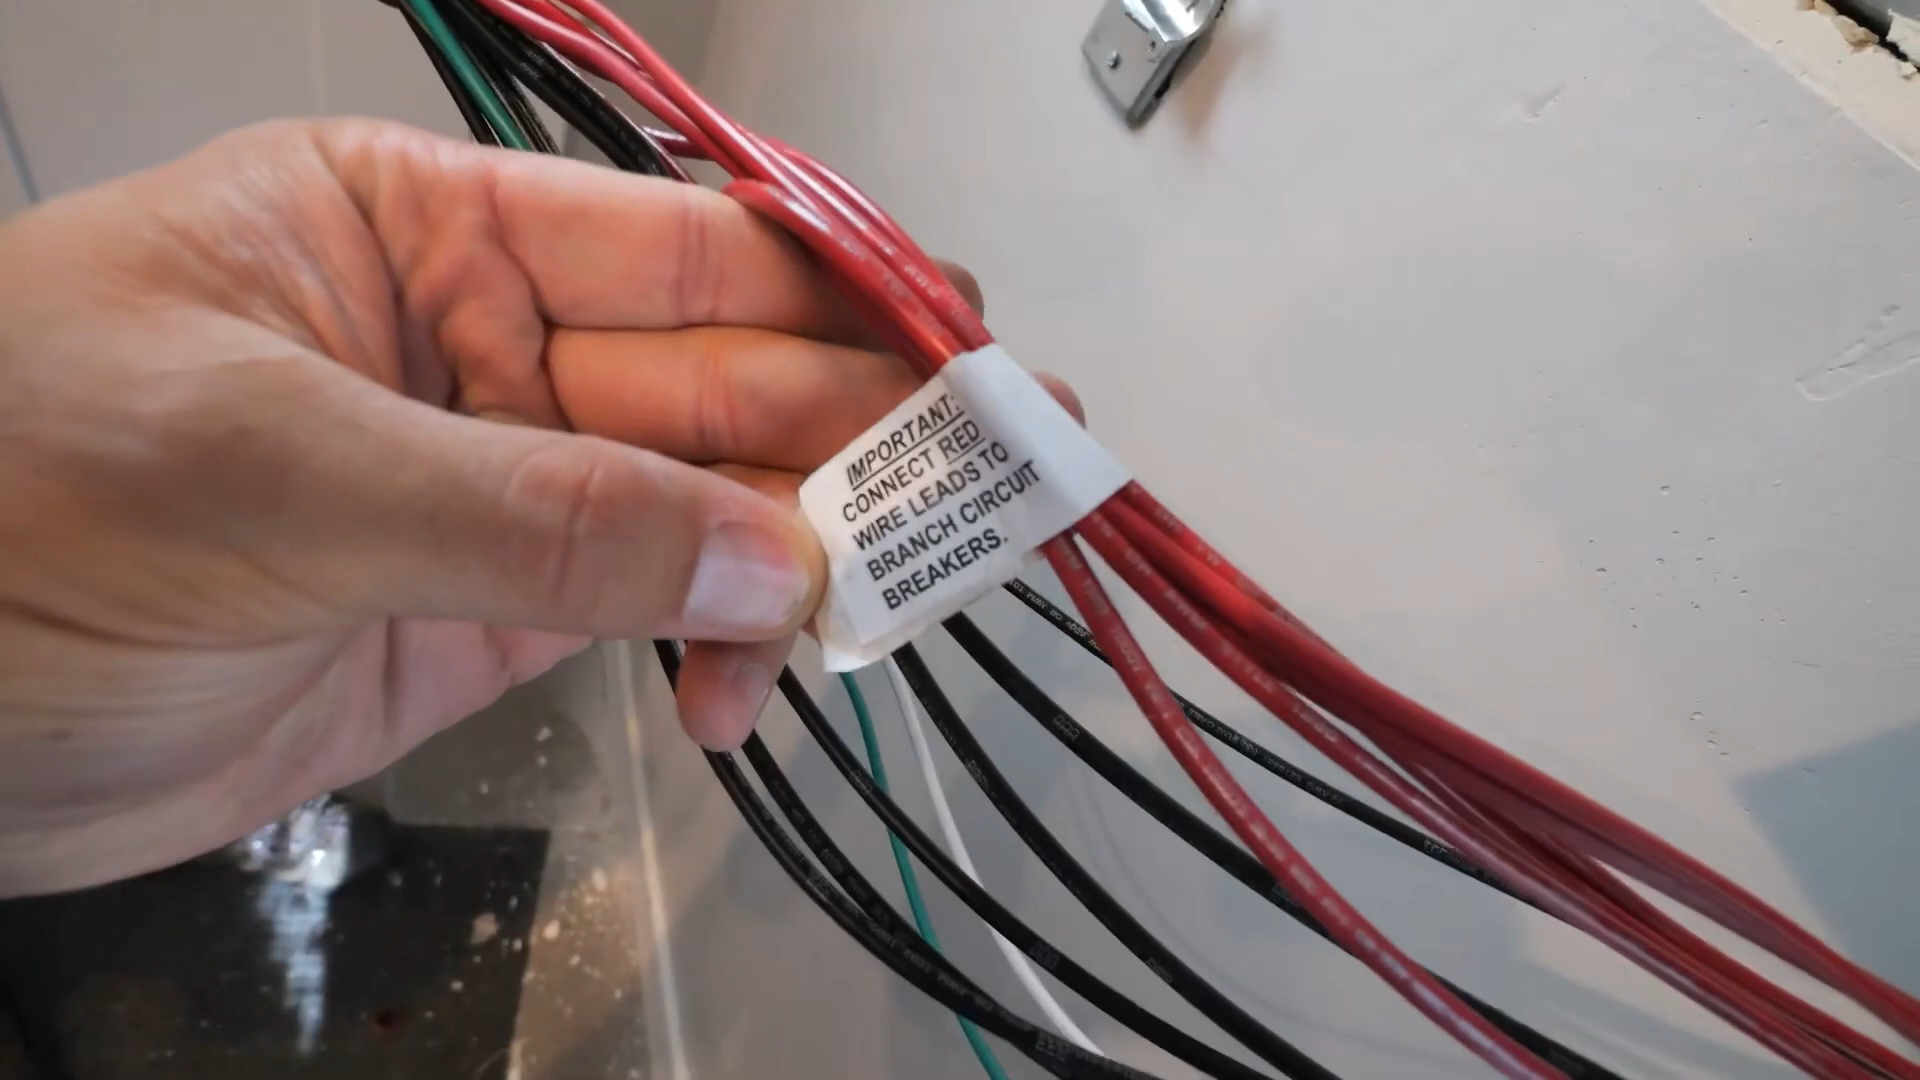 IMPORTANT:
CONNECT RED
WIRE LEADS TO
BRANCH CIRCUIT
BREAKERS.